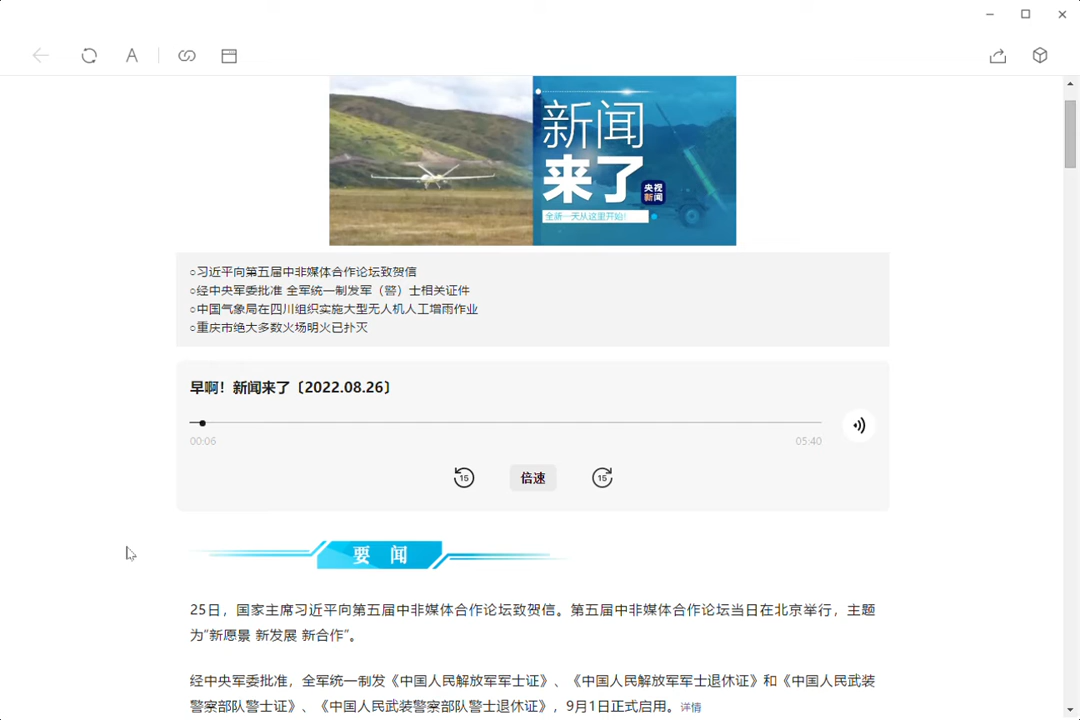 新闻
来了
央视
新闻
全新一天从这里开始!
○习近平向第五届中非媒体合作论坛致贺信
○经中央军委批准 全军统一制发军（警）士相关证件
○中国气象局在四川组织实施大型无人机人工增雨作业
○重庆市绝大多数火场明火已扑灭
早啊！新闻来了〔2022.08.26〕
00:06
05:40
15
倍速
15
要 闻
25日，国家主席习近平向第五届中非媒体合作论坛致贺信。第五届中非媒体合作论坛当日在北京举行，主题
为“新愿景 新发展 新合作”。
经中央军委批准，全军统一制发《中国人民解放军军士证》、《中国人民解放军军士退休证》和《中国人民武装
警察部队警士证》、《中国人民武装警察部队警士退休证》，9月1日正式启用。详情